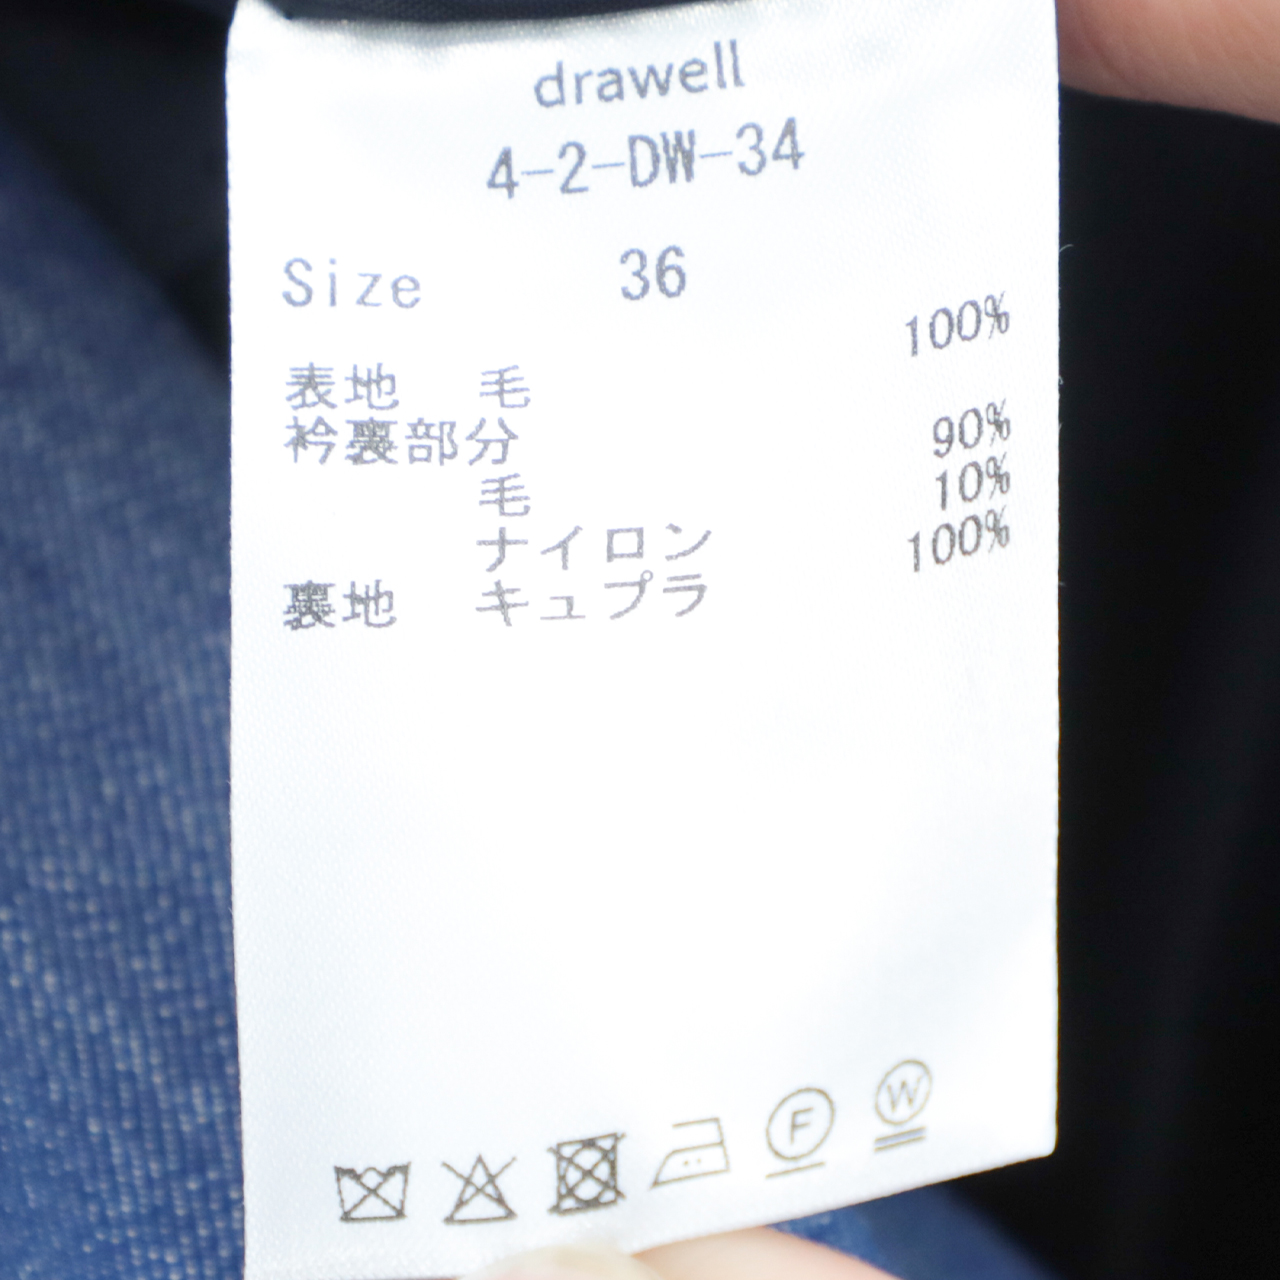 drawell
4-2-DW-34
Size 36
表地 毛 100%
衿裏部分
毛 90%
ナイロン 10%
裏地 キュプラ 100%
F
W